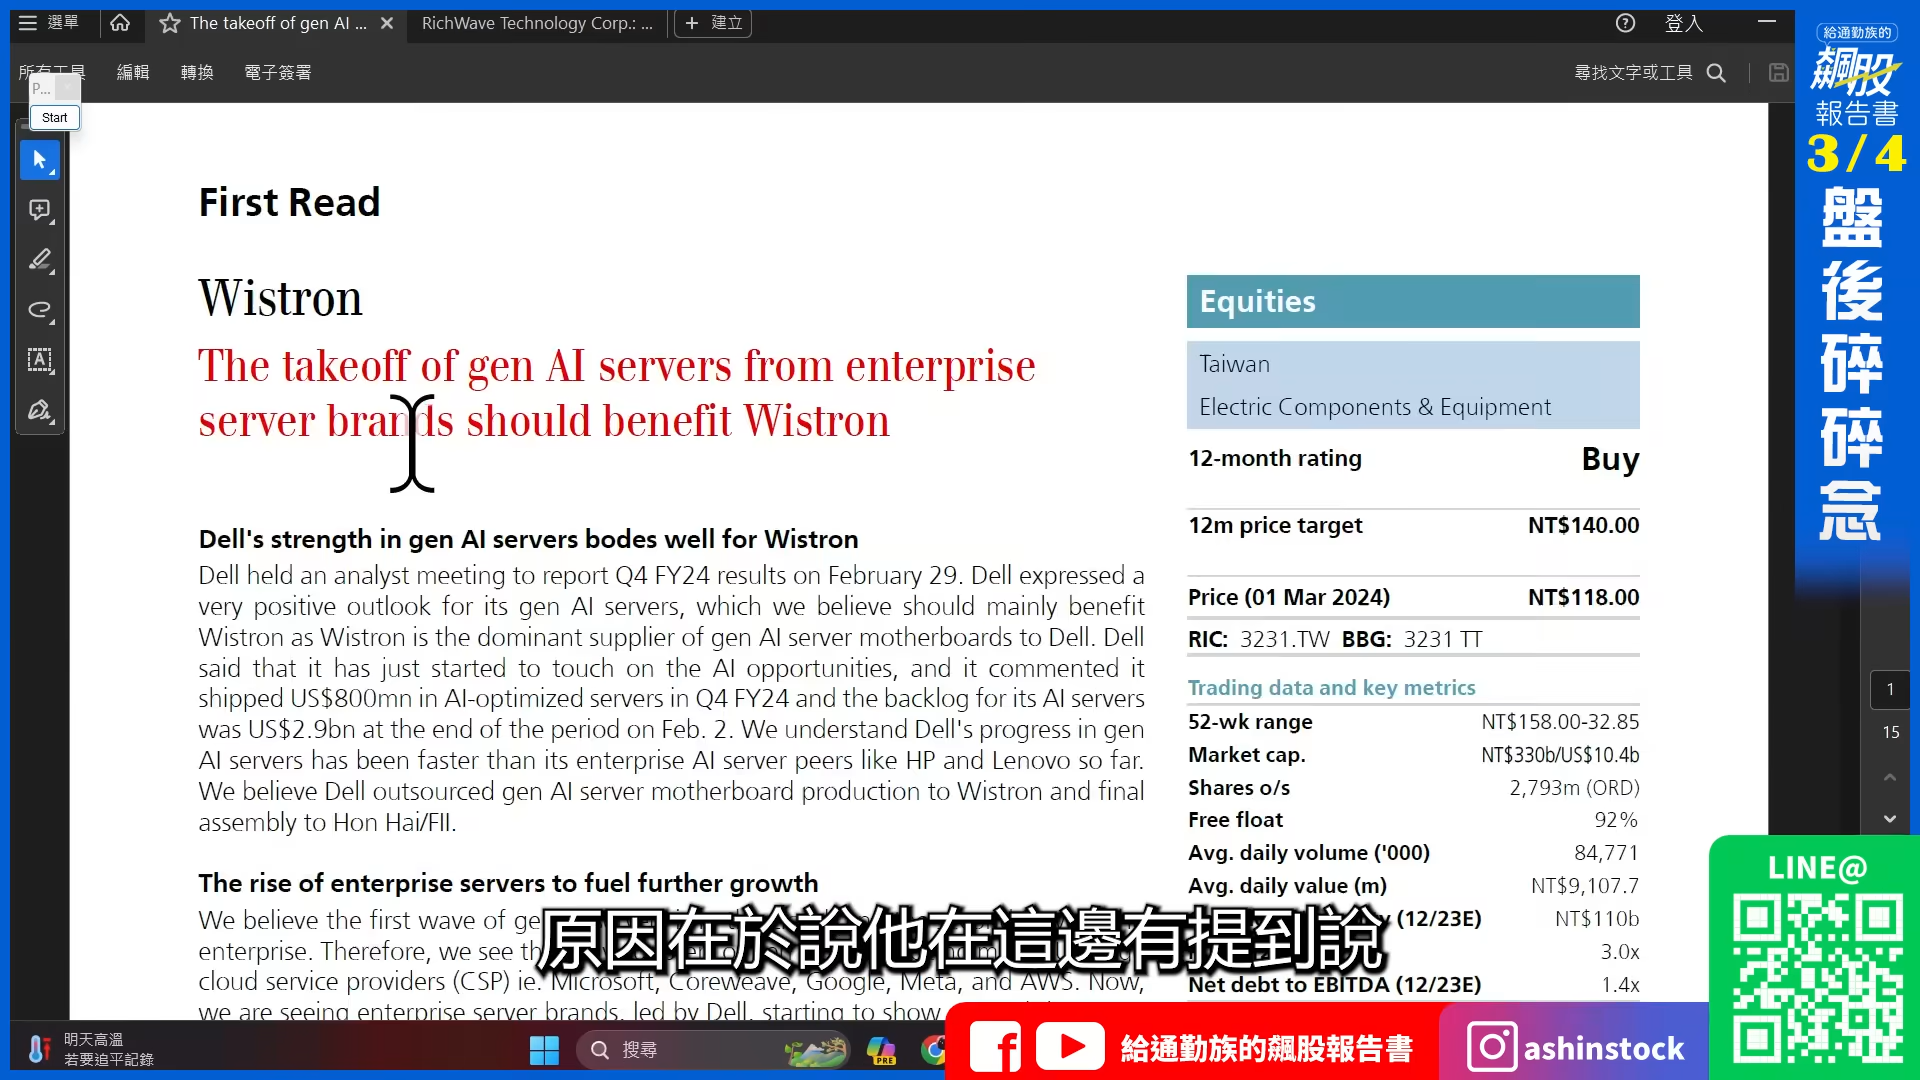 選單
The takeoff of gen AI ...
RichWave Technology Corp.: ...
建立
登入
所有工具
編輯
轉換
電子簽署
尋找文字或工具
P...
Start
First Read
Wistron
The takeoff of gen AI servers from enterprise
server brands should benefit Wistron
Dell's strength in gen AI servers bodes well for Wistron
Dell held an analyst meeting to report Q4 FY24 results on February 29. Dell expressed a
very positive outlook for its gen AI servers, which we believe should mainly benefit
Wistron as Wistron is the dominant supplier of gen AI server motherboards to Dell. Dell
said that it has just started to touch on the AI opportunities, and it commented it
shipped US$800mn in AI-optimized servers in Q4 FY24 and the backlog for its AI servers
was US$2.9bn at the end of the period on Feb. 2. We understand Dell's progress in gen
AI servers has been faster than its enterprise AI server peers like HP and Lenovo so far.
We believe Dell outsourced gen AI server motherboard production to Wistron and final
assembly to Hon Hai/FII.
The rise of enterprise servers to fuel further growth
We believe the first wave of ge
enterprise. Therefore, we see th
cloud service providers (CSP) ie. Microsoft, Coreweave, Google, Meta, and AWS. Now,
we are seeing enterprise server brands, led by Dell, starting to show
Equities
Taiwan
Electric Components & Equipment
12-month rating Buy
12m price target NT$140.00
Price (01 Mar 2024) NT$118.00
RIC: 3231.TW BBG: 3231 TT
Trading data and key metrics
52-wk range NT$158.00-32.85
Market cap. NT$330b/US$10.4b
Shares o/s 2,793m (ORD)
Free float 92%
Avg. daily volume ('000) 84,771
Avg. daily value (m) NT$9,107.7
(12/23E) NT$110b
3.0x
Net debt to EBITDA (12/23E) 1.4x
原因在於說他在這邊有提到說
1
15
給通勤族的
飆股
報告書
3/4
盤後碎碎念
LINE@
明天高溫
若要追平記錄
搜尋
PRE
給通勤族的飆股報告書
ashinstock